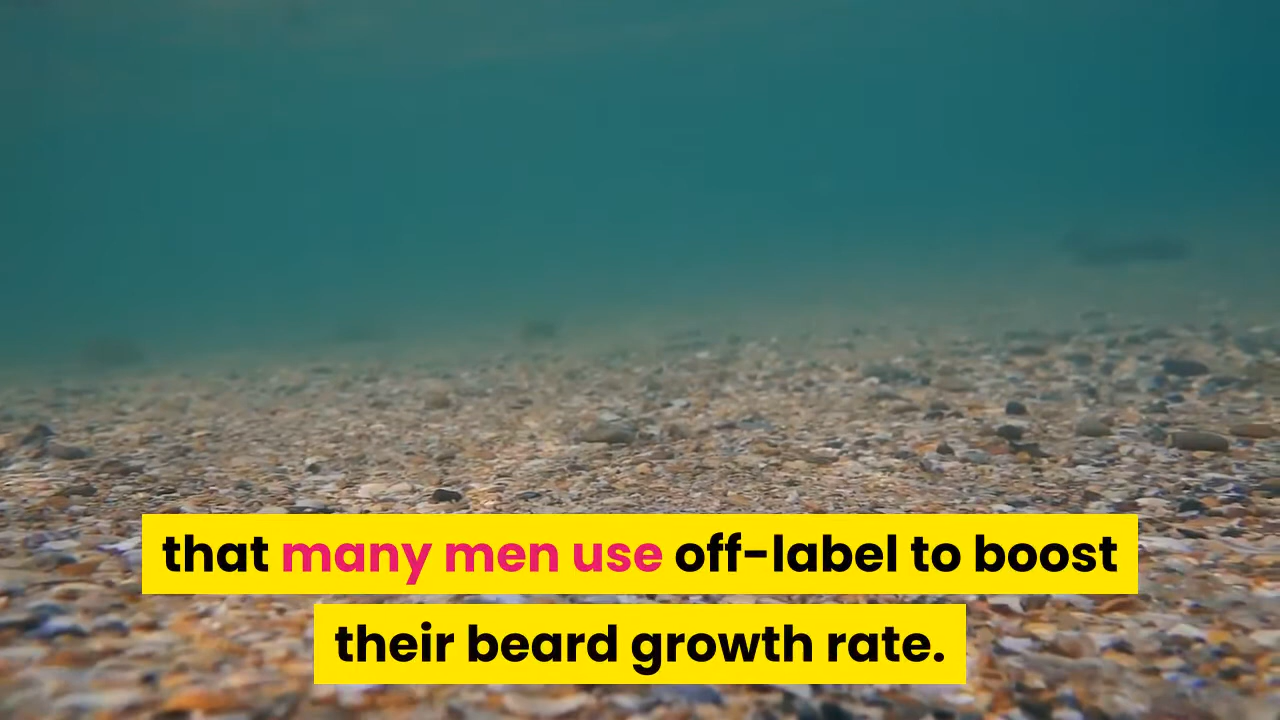 that many men use off-label to boost
their beard growth rate.